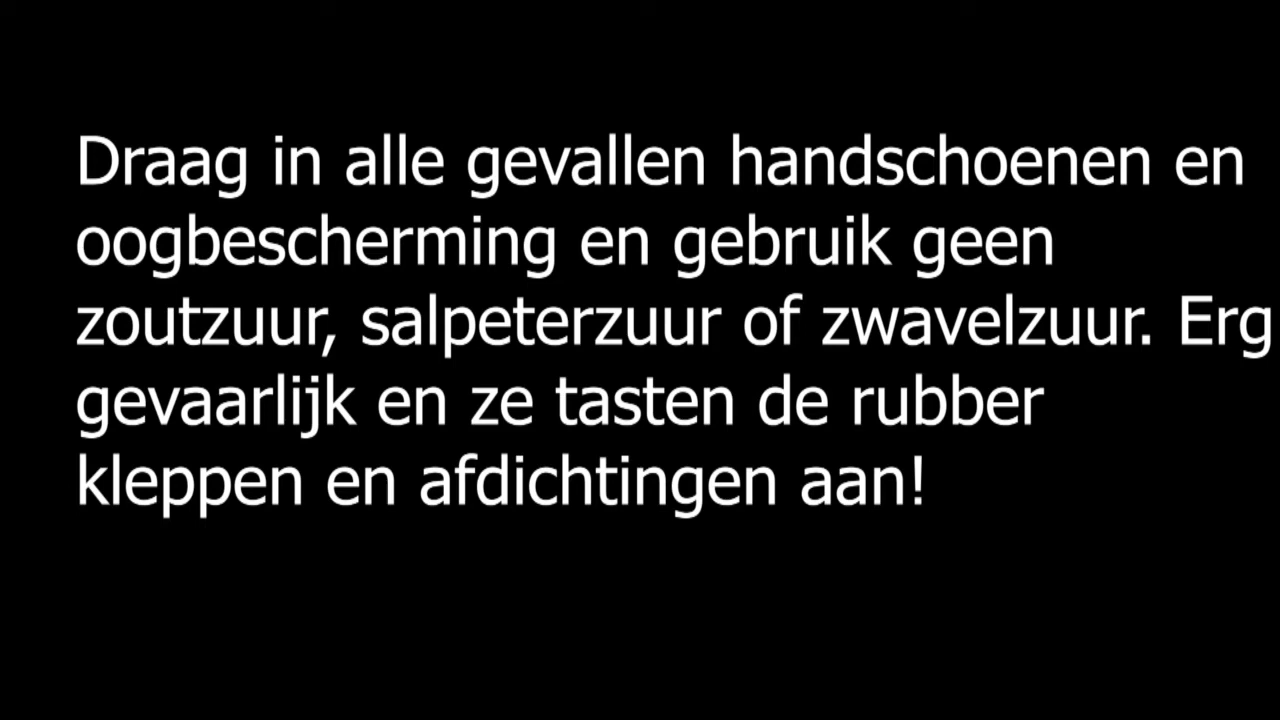 Draag in alle gevallen handschoenen en
oogbescherming en gebruik geen
zoutzuur, salpeterzuur of zwavelzuur. Erg
gevaarlijk en ze tasten de rubber
kleppen en afdichtingen aan!